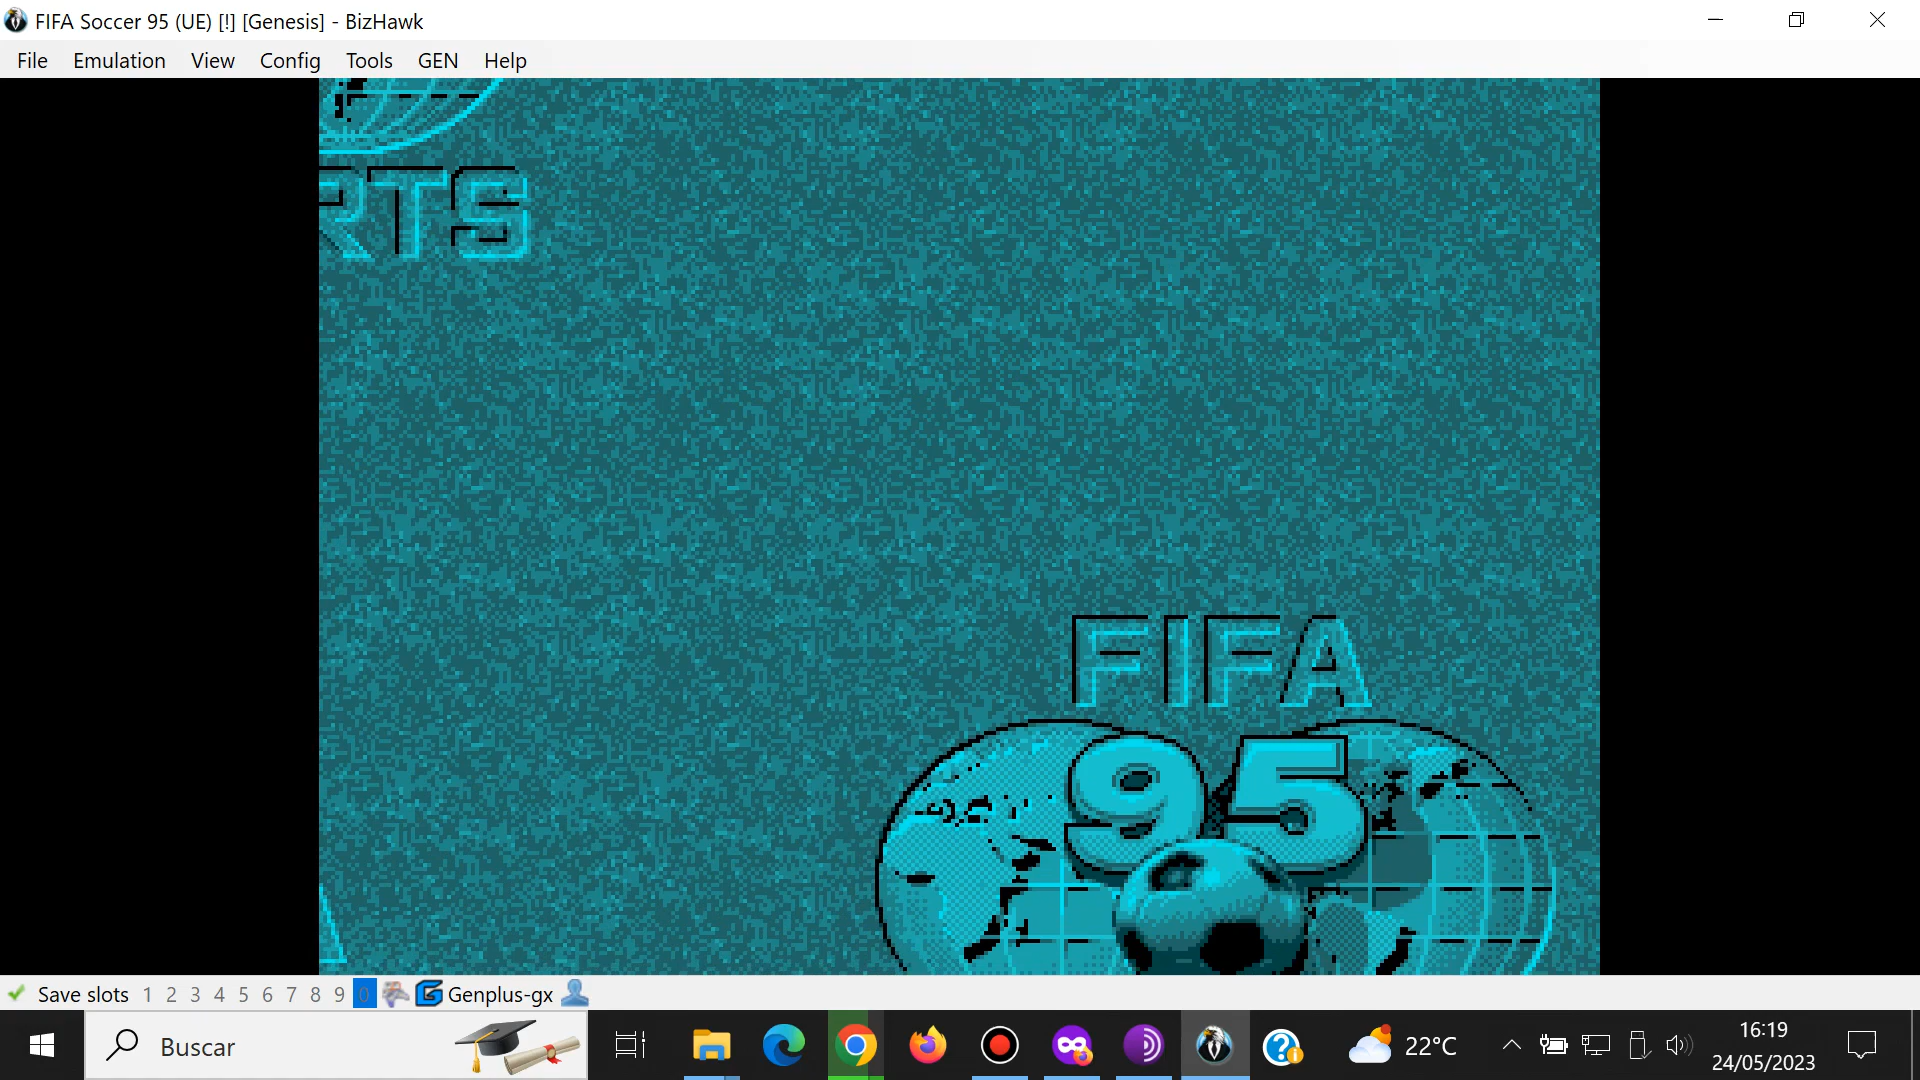 FIFA Soccer 95 (UE) [!] [Genesis] - BizHawk
File Emulation View Config Tools GEN Help
RTS
FIFA
95
Save slots 1 2 3 4 5 6 7 8 9 0 Genplus-gx
Buscar
22°C
16:19
24/05/2023